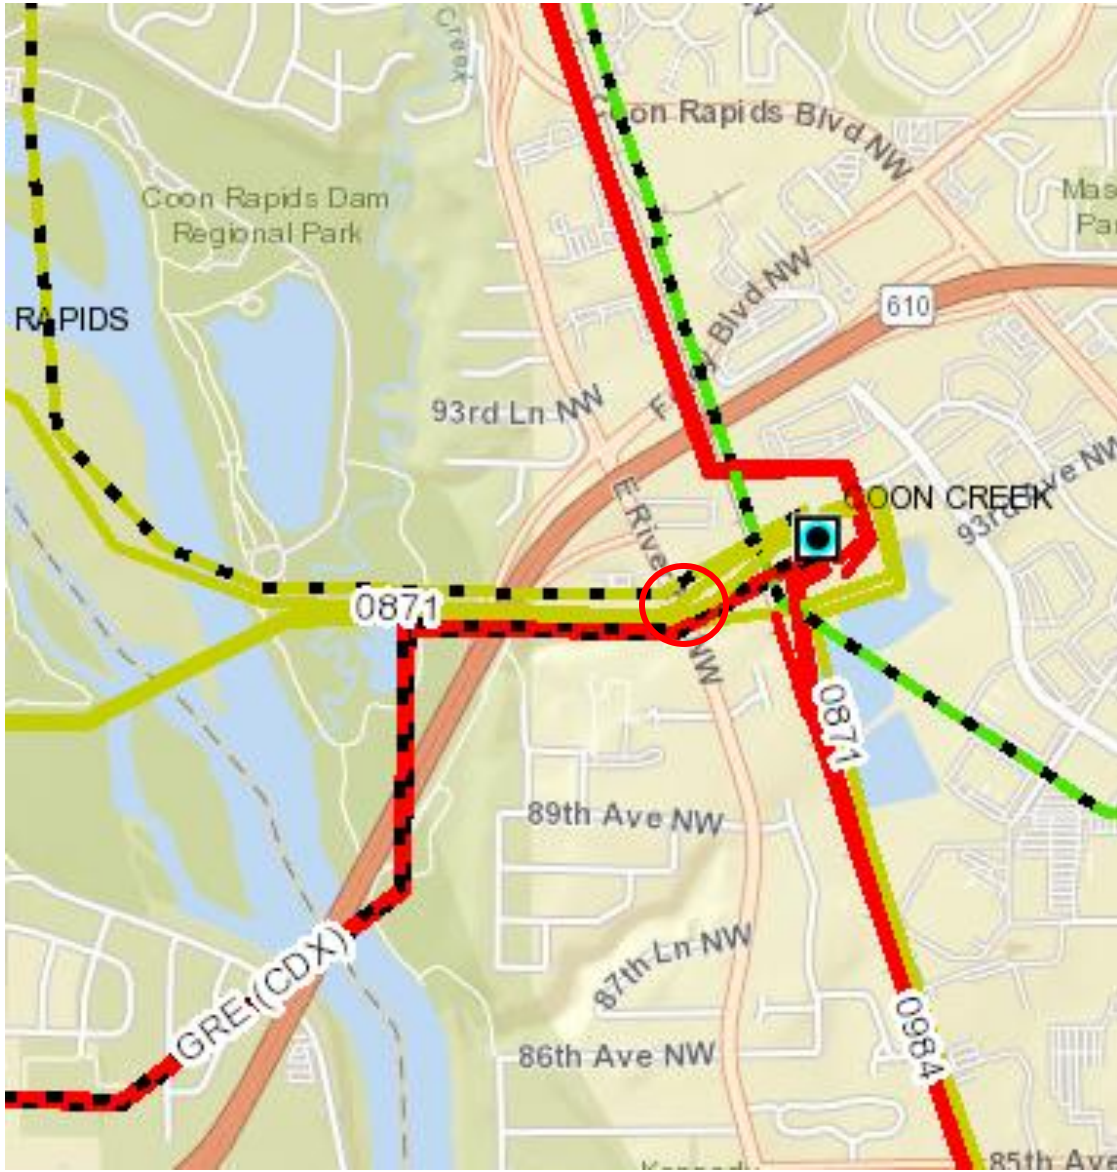 Creek
Coon Rapids Blvd NW
Coon Rapids Dam
Regional Park
RAPIDS
610
93rd Ln NW
Blvd NW
E River
NW
COON CREEK
93rd Ave NW
0871
0871
89th Ave NW
87th Ln NW
GRE
(CDX)
86th Ave NW
0984
85th Ave